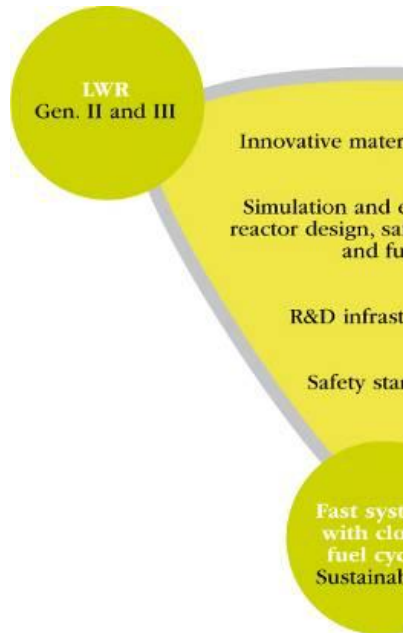 LWR
Gen. II and III
Innovative mater
Simulation and e
reactor design, sa
and fu
R&D infrast
Safety star
Fast syst
with clo
fuel cyc
Sustainab